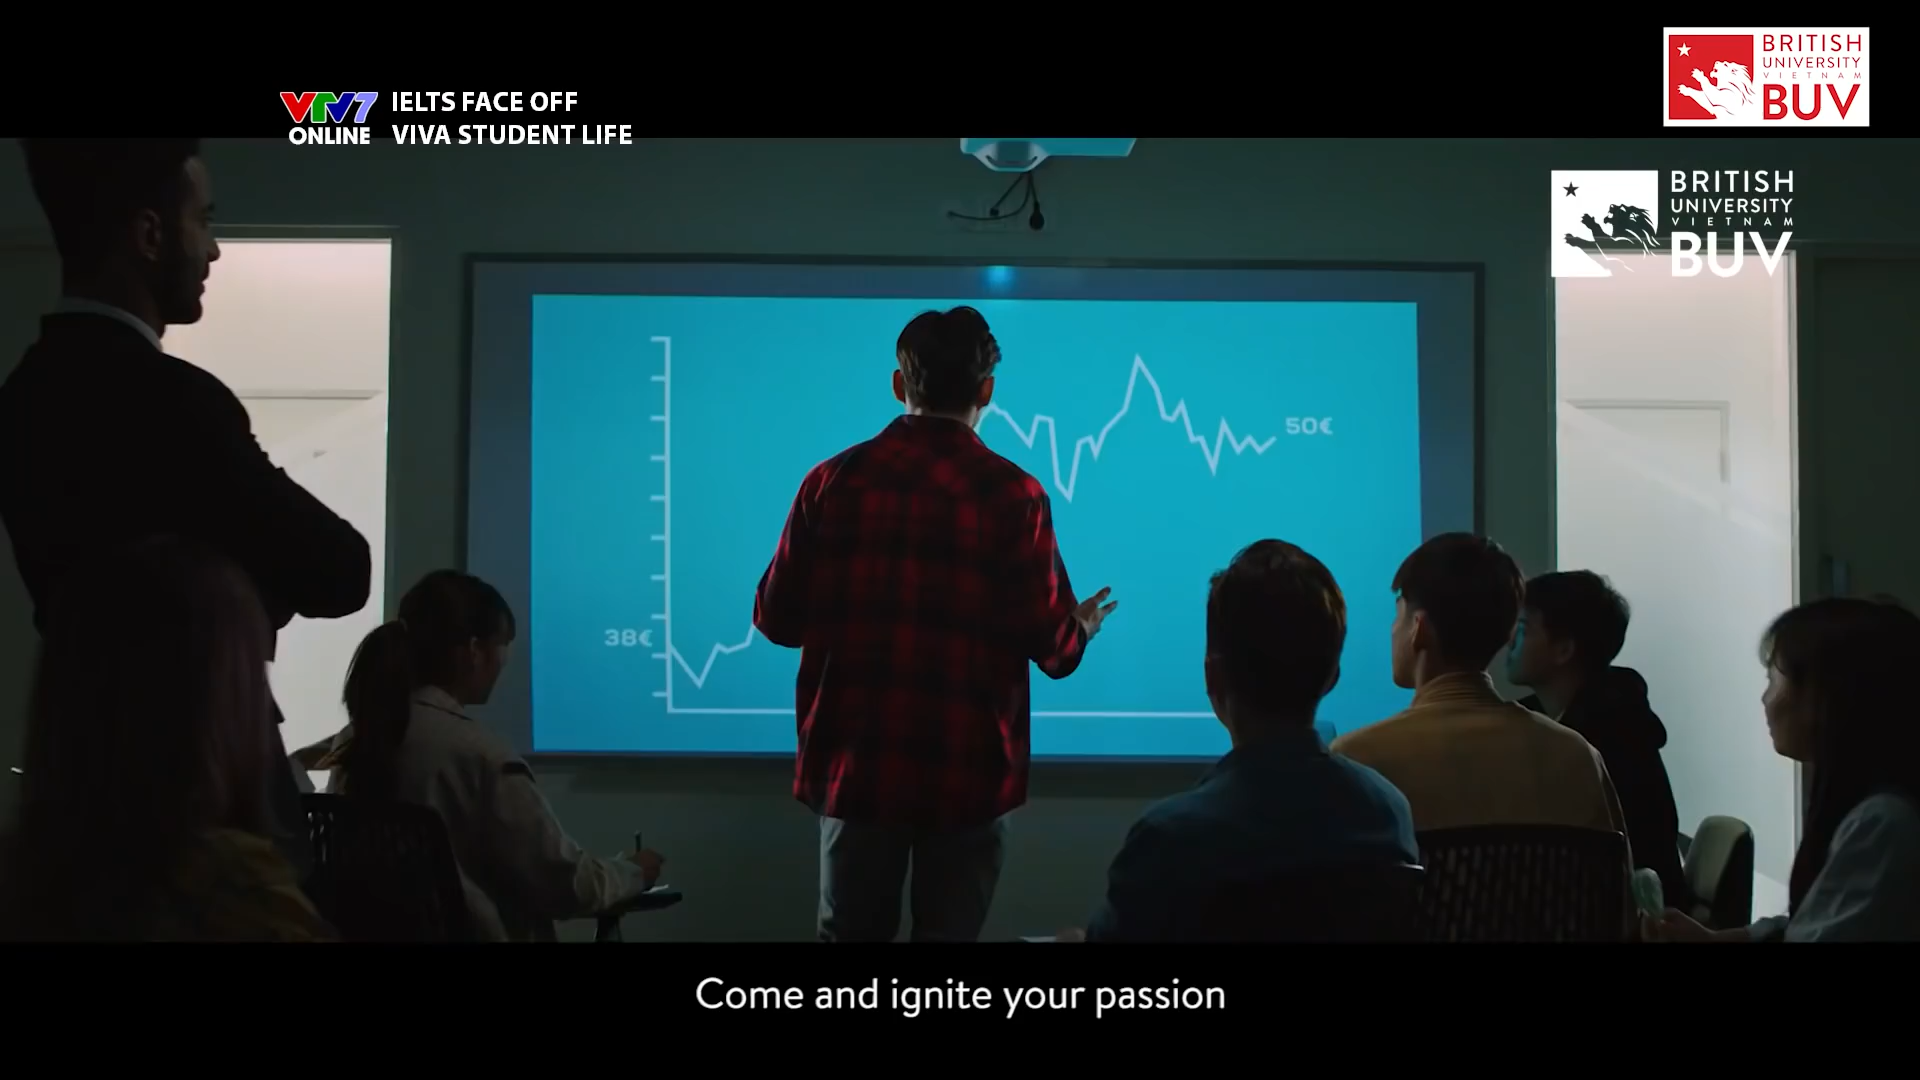 VTV7
ONLINE
IELTS FACE OFF
VIVA STUDENT LIFE
BRITISH
UNIVERSITY
VIETNAM
BUV
BRITISH
UNIVERSITY
VIETNAM
BUV
50€
38€
Come and ignite your passion